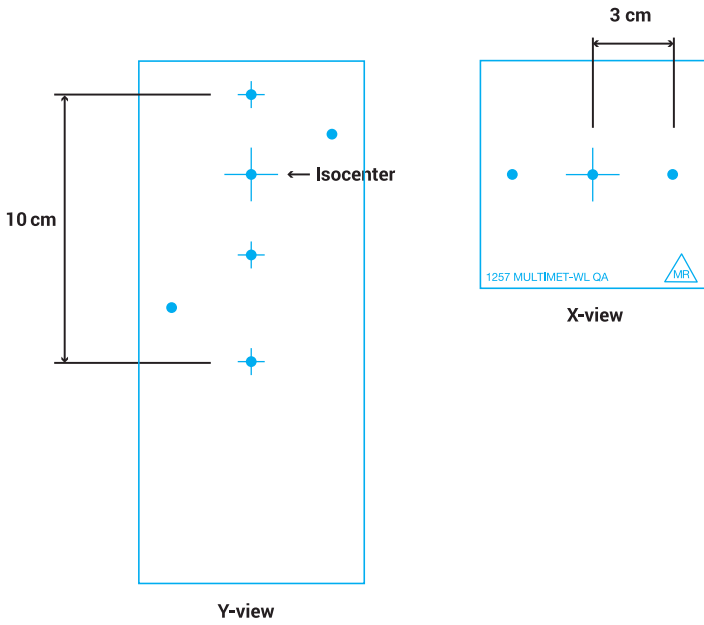 3 cm
Isocenter
10 cm
1257 MULTIMET-WL QA
MR
X-view
Y-view